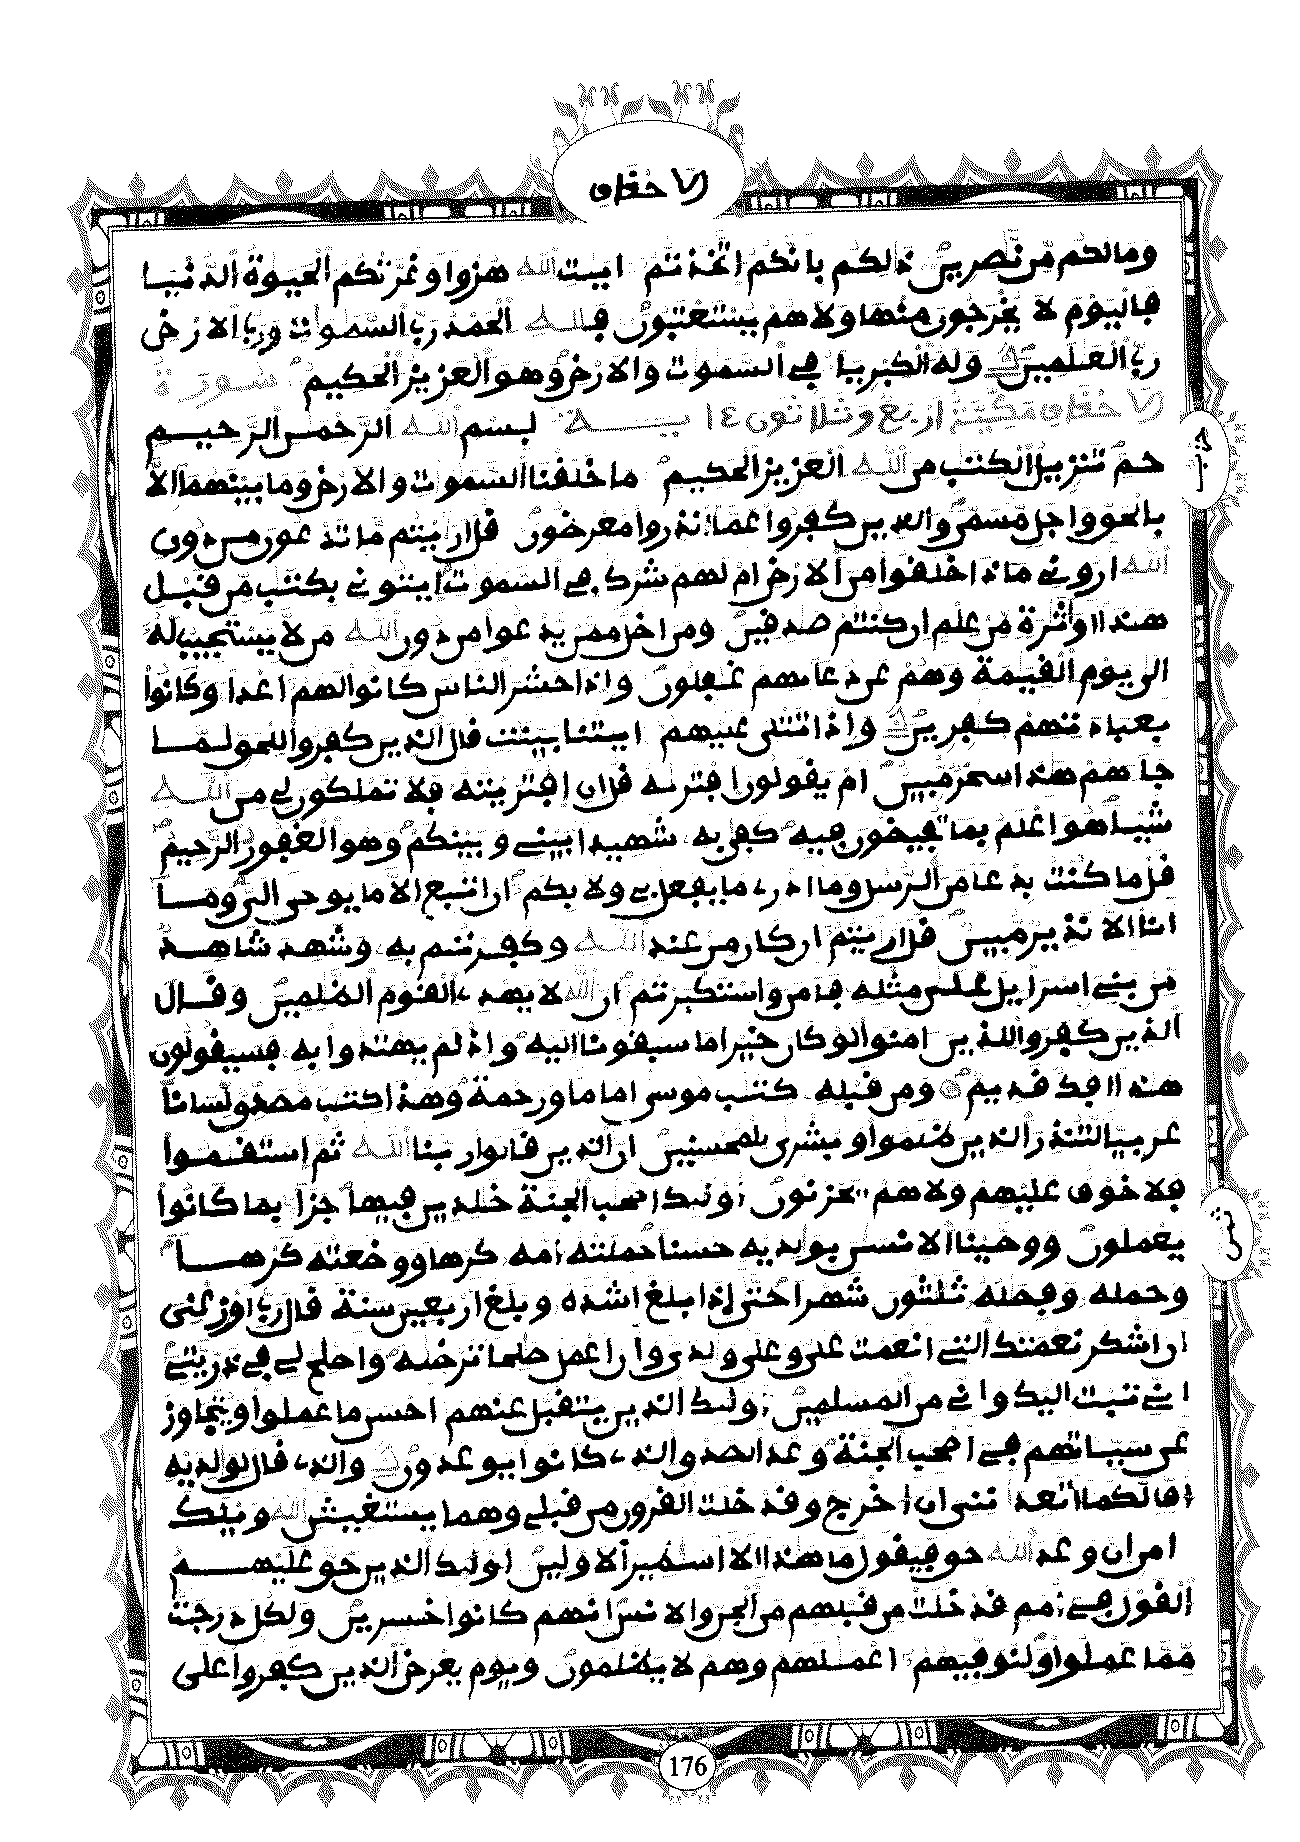 الاحقاف
ومالكم من نصرين ذالكم بانكم اتخذتم ايت الله هزوا وغرتكم الحيوة الدنيا
فاليوم لا يخرجون منها ولا هم يستعتبون فلله الحمد رب السموات ورب الارض
رب العلمين وله الكبريا في السموت والارض وهو العزيز الحكيم سورة
الاحقاف مكية اربع وثلاثون ايـة بسم الله الرحمن الرحيم
حم تنزيل الكتب من الله العزيز الحكيم ما خلقنا السموت والارض وما بينهما الا
بالحق واجل مسمى والذين كفروا عما انذروا معرضون قل اريتم ما تدعون من دون
الله اروني ماذا خلقوا من الارض ام لهم شرك في السموت ايتوني بكتب من قبل
هذا او اثرة من علم ان كنتم صدقين ومن اضل ممن يدعوا من دون الله من لا يستجيب له
الى يوم القيمة وهم عن دعائهم غفلون واذا حشر الناس كانوا لهم اعدا وكانوا
بعبادتهم كفرين واذا تتلى عليهم ايتنا بينت قال الذين كفروا للحق لما
جاهم هذا سحر مبين ام يقولون افتريه قل ان افتريته فلا تملكون لي من الله
شيا هو اعلم بما تفيضون فيه كفى به شهيدا بيني وبينكم وهو الغفور الرحيم
قل ما كنت بدعا من الرسل وما ادري ما يفعل بي ولا بكم ان اتبع الا ما يوحى الي وما
انا الا نذير مبين قل اريتم ان كان من عند الله وكفرتم به وشهد شاهد
من بني اسرايل على مثله فامن واستكبرتم ان الله لا يهدي القوم الظلمين وقال
الذين كفروا للذين امنوا لو كان خيرا ما سبقونا اليه واذ لم يهتدوا به فسيقولون
هذا افك قديم ومن قبله كتب موسى اماما ورحمة وهذا كتب مصدق لسانا
عربيا لتنذر الذين ظلموا وبشرى للمحسنين ان الذين قالوا ربنا الله ثم استقموا
فلا خوف عليهم ولا هم يحزنون اولئك اصحب الجنة خلدين فيها جزا بما كانوا
يعملون ووصينا الانسن بولديه حسنا حملته امه كرها ووضعته كرها
وحمله وفصله ثلثون شهرا حتى اذا بلغ اشده وبلغ اربعين سنة قال رب اوزعني
ان اشكر نعمتك التي انعمت علي وعلى ولدي وان اعمل صلحا ترضيه واصلح لي في ذريتي
اني تبت اليك واني من المسلمين اولئك الذين يتقبل عنهم احسن ما عملوا ويتجاوز
عن سياتهم في اصحب الجنة وعد الصدق الذي كانوا يوعدون والذي قال لولديه
اف لكما اتعدانني ان اخرج وقد خلت القرون من قبلي وهما يستغيثن الله ويلك
امن ان وعد الله حق فيقول ما هذا الا اسطير الاولين اولئك الذين حق عليهم
القول في امم قد خلت من قبلهم من الجن والانس انهم كانوا خسرين ولكل درجت
مما عملوا ولنوفيهم اعملهم وهم لا يظلمون ويوم يعرض الذين كفروا على
حزب
ثمن
176